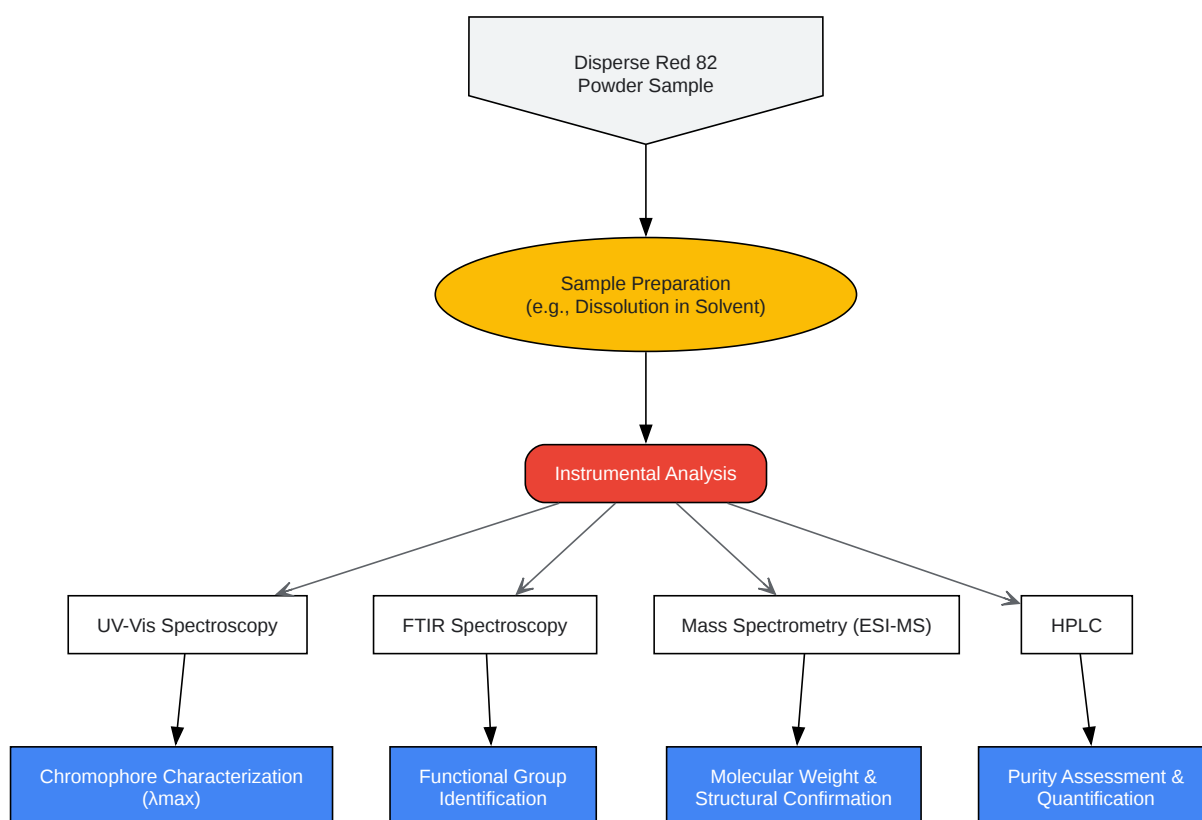 Disperse Red 82
Powder Sample
Sample Preparation
(e.g., Dissolution in Solvent)
Instrumental Analysis
UV-Vis Spectroscopy
FTIR Spectroscopy
Mass Spectrometry (ESI-MS)
HPLC
Chromophore Characterization
(λmax)
Functional Group
Identification
Molecular Weight &
Structural Confirmation
Purity Assessment &
Quantification